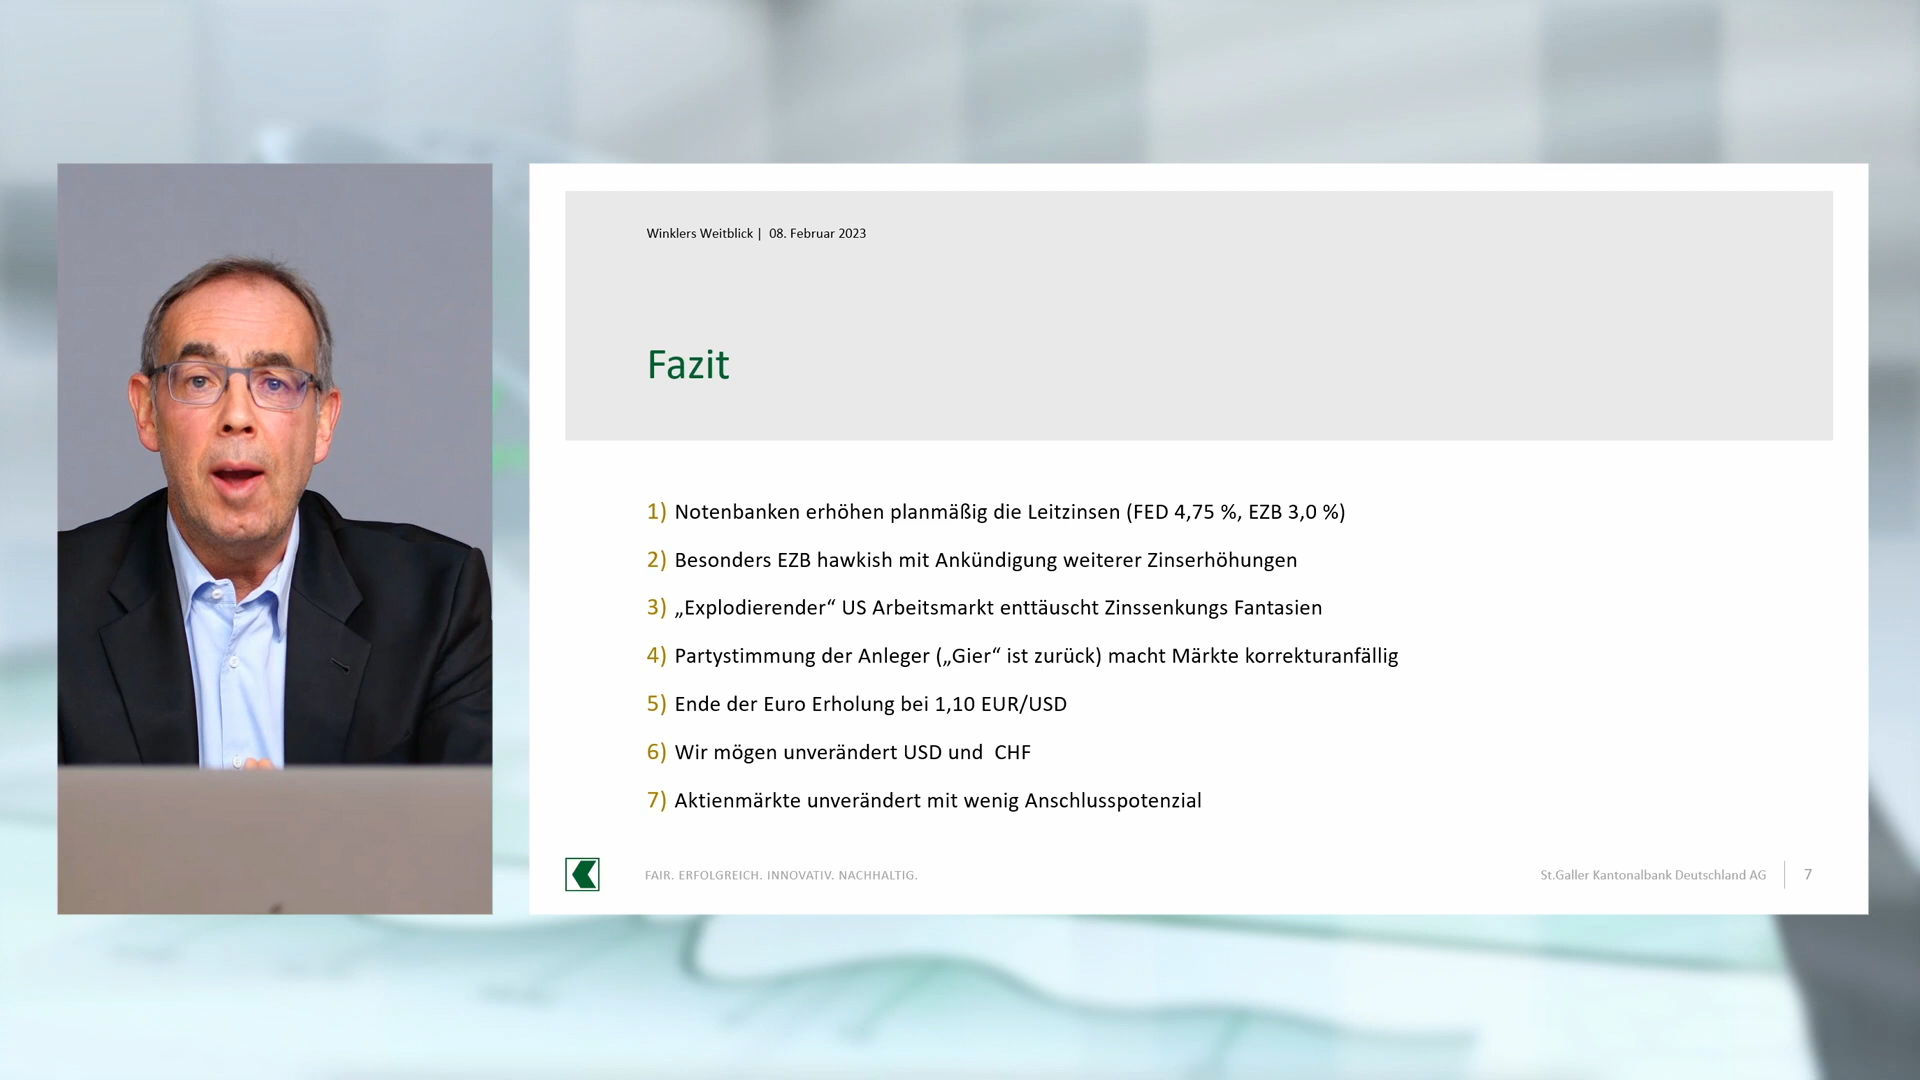 Winklers Weitblick | 08. Februar 2023
Fazit
1) Notenbanken erhöhen planmäßig die Leitzinsen (FED 4,75 %, EZB 3,0 %)
2) Besonders EZB hawkish mit Ankündigung weiterer Zinserhöhungen
3) „Explodierender“ US Arbeitsmarkt enttäuscht Zinssenkungs Fantasien
4) Partystimmung der Anleger („Gier“ ist zurück) macht Märkte korrekturanfällig
5) Ende der Euro Erholung bei 1,10 EUR/USD
6) Wir mögen unverändert USD und  CHF
7) Aktienmärkte unverändert mit wenig Anschlusspotenzial
FAIR. ERFOLGREICH. INNOVATIV. NACHHALTIG.
St.Galler Kantonalbank Deutschland AG | 7